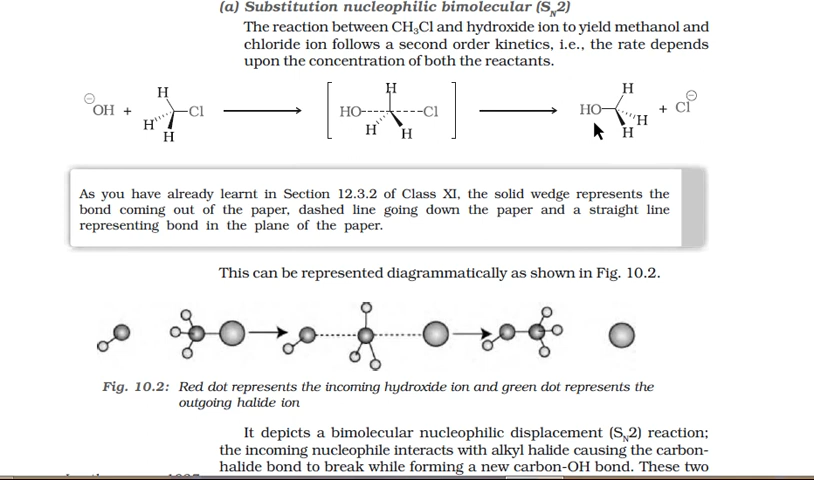 (a) Substitution nucleophilic bimolecular (SN2)
The reaction between CH3Cl and hydroxide ion to yield methanol and
chloride ion follows a second order kinetics, i.e., the rate depends
upon the concentration of both the reactants.
H H H
⊖OH + Cl HO Cl HO + Cl⊖
H H H
H H H
As you have already learnt in Section 12.3.2 of Class XI, the solid wedge represents the
bond coming out of the paper, dashed line going down the paper and a straight line
representing bond in the plane of the paper.
This can be represented diagrammatically as shown in Fig. 10.2.
Fig. 10.2: Red dot represents the incoming hydroxide ion and green dot represents the
outgoing halide ion
It depicts a bimolecular nucleophilic displacement (SN2) reaction;
the incoming nucleophile interacts with alkyl halide causing the carbon-
halide bond to break while forming a new carbon-OH bond. These two